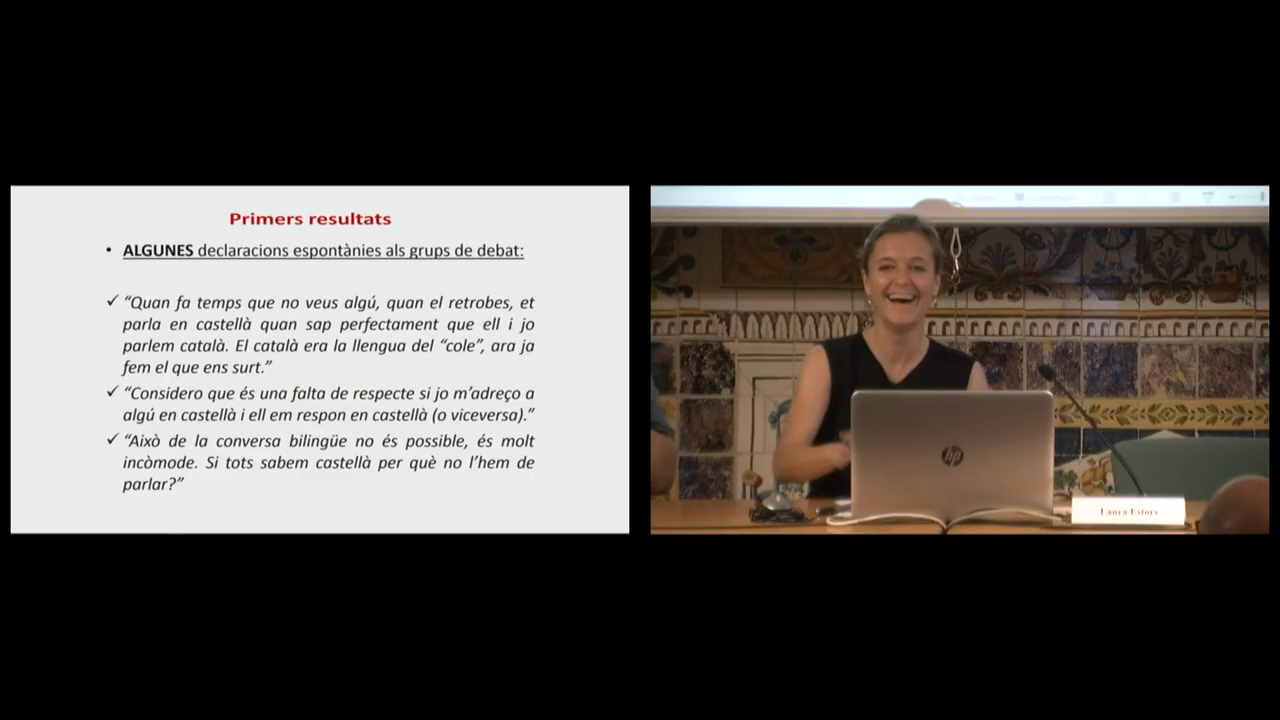 Primers resultats
• ALGUNES declaracions espontànies als grups de debat:
✓ “Quan fa temps que no veus algú, quan el retrobes, et
parla en castellà quan sap perfectament que ell i jo
parlem català. El català era la llengua del “cole”, ara ja
fem el que ens surt.”
✓ “Considero que és una falta de respecte si jo m’adreço a
algú en castellà i ell em respon en castellà (o viceversa).”
✓ “Això de la conversa bilingüe no és possible, és molt
incòmode. Si tots sabem castellà per què no l’hem de
parlar?”
hp
Laura Estors